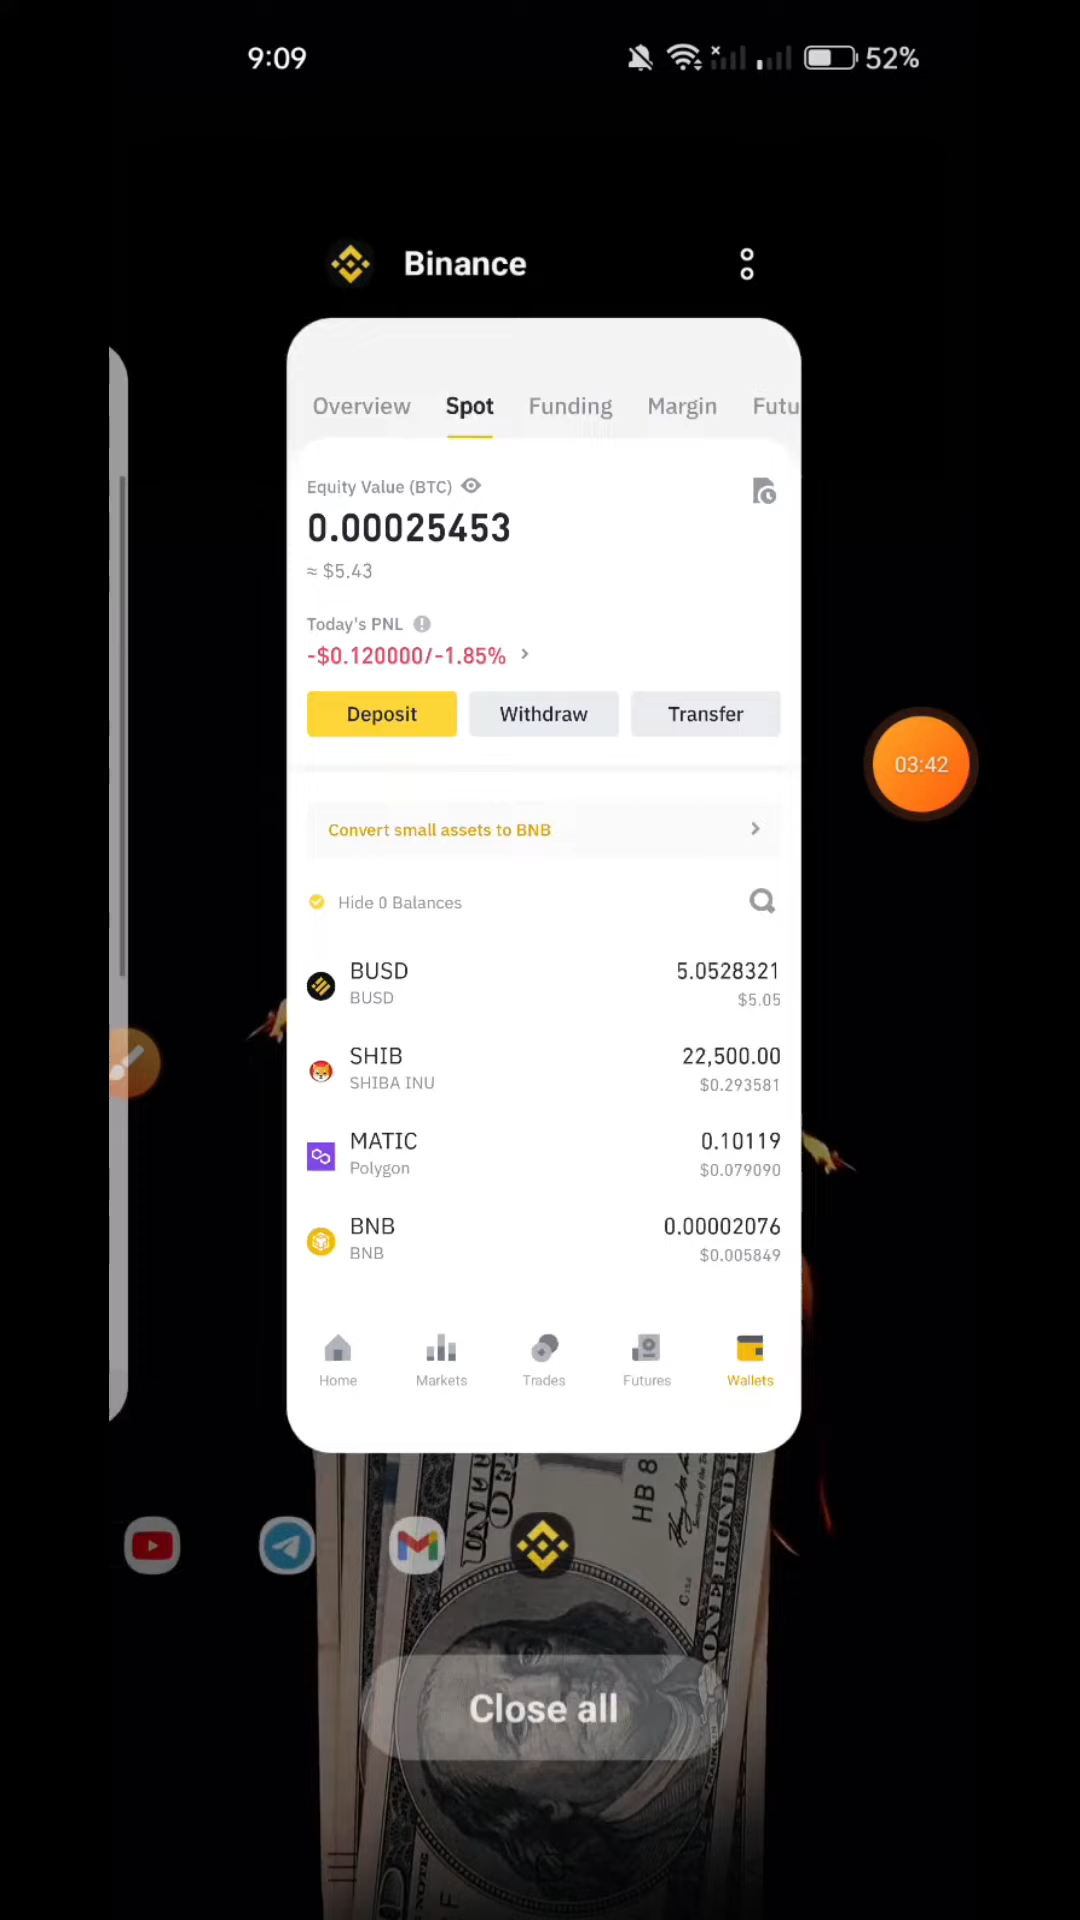 9:09
52%
Binance
Overview Spot Funding Margin Futu
Equity Value (BTC)
0.00025453
≈ $5.43
Today's PNL
-$0.120000/-1.85%
Deposit Withdraw Transfer
03:42
Convert small assets to BNB
Hide 0 Balances
BUSD 5.0528321
BUSD $5.05
SHIB 22,500.00
SHIBA INU $0.293581
MATIC 0.10119
Polygon $0.079090
BNB 0.00002076
BNB $0.005849
Home Markets Trades Futures Wallets
HB8
Close all
FRANKLIN